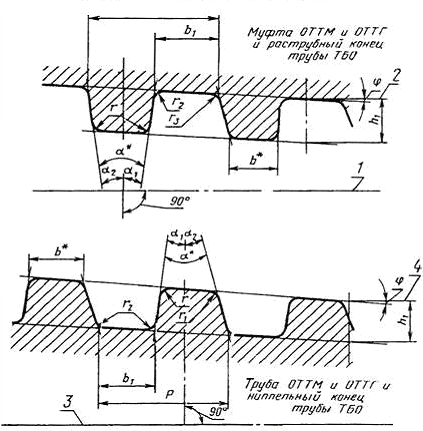 Муфта ОТТМ и ОТТГ
и раструбный конец
трубы ТБО
b₁
φ
2
r
r₂
r₃
h₁
α*
b*
α₂ α₁
1
90°
α₁ α₂
α*
b*
4
φ
r₂
r
r₁
h₁
b₁
P
Труба ОТТМ и ОТТГ и
ниппельный конец
трубы ТБО
3
90°